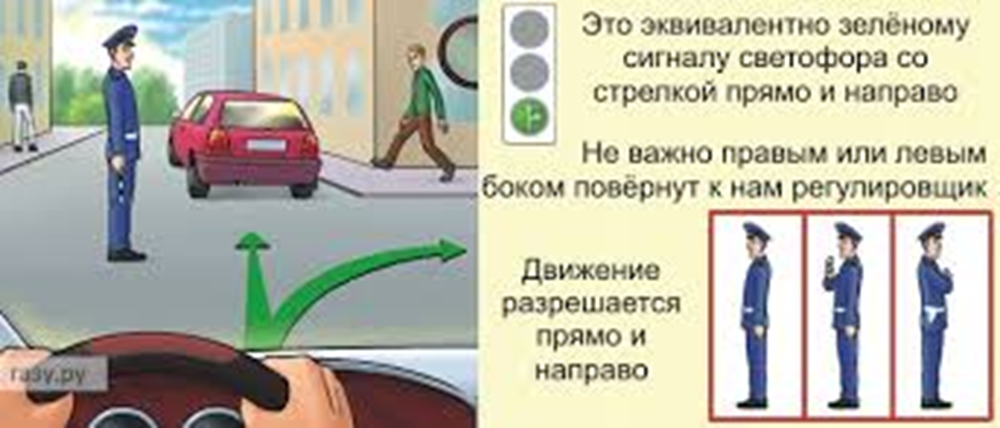 Это эквивалентно зелёному
сигналу светофора со
стрелкой прямо и направо
Не важно правым или левым
боком повёрнут к нам регулировщик
Движение
разрешается
прямо и
направо
газу.ру